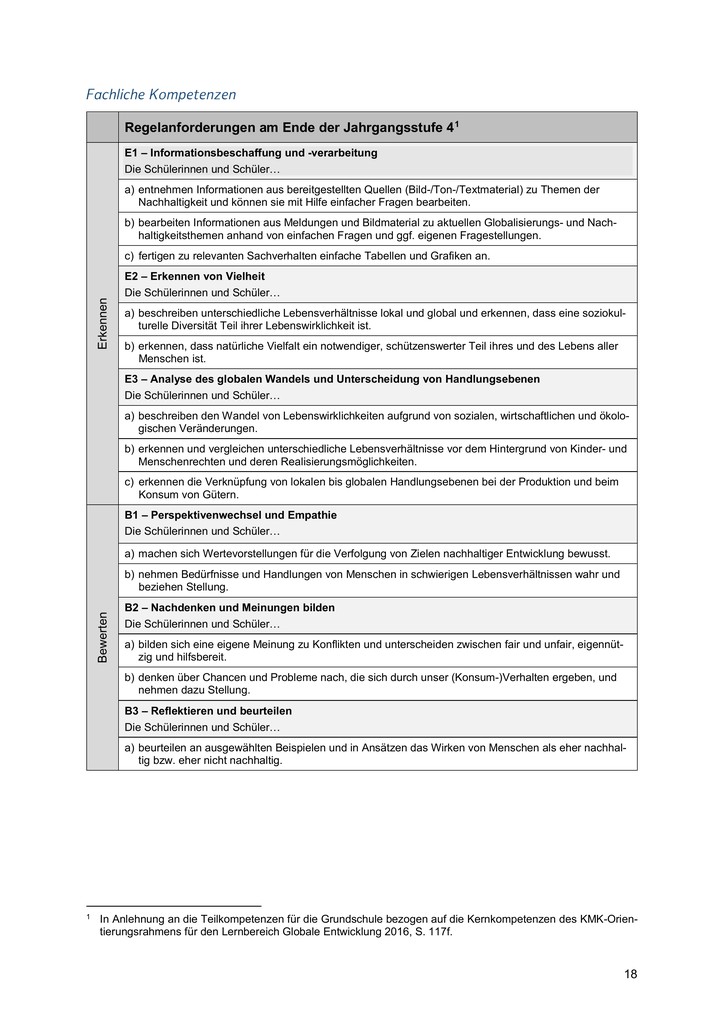 Fachliche Kompetenzen
Regelanforderungen am Ende der Jahrgangsstufe 4¹
Erkennen
E1 – Informationsbeschaffung und -verarbeitung
Die Schülerinnen und Schüler…
a) entnehmen Informationen aus bereitgestellten Quellen (Bild-/Ton-/Textmaterial) zu Themen der
Nachhaltigkeit und können sie mit Hilfe einfacher Fragen bearbeiten.
b) bearbeiten Informationen aus Meldungen und Bildmaterial zu aktuellen Globalisierungs- und Nach-
haltigkeitsthemen anhand von einfachen Fragen und ggf. eigenen Fragestellungen.
c) fertigen zu relevanten Sachverhalten einfache Tabellen und Grafiken an.
E2 – Erkennen von Vielheit
Die Schülerinnen und Schüler…
a) beschreiben unterschiedliche Lebensverhältnisse lokal und global und erkennen, dass eine soziokul-
turelle Diversität Teil ihrer Lebenswirklichkeit ist.
b) erkennen, dass natürliche Vielfalt ein notwendiger, schützenswerter Teil ihres und des Lebens aller
Menschen ist.
E3 – Analyse des globalen Wandels und Unterscheidung von Handlungsebenen
Die Schülerinnen und Schüler…
a) beschreiben den Wandel von Lebenswirklichkeiten aufgrund von sozialen, wirtschaftlichen und ökolo-
gischen Veränderungen.
b) erkennen und vergleichen unterschiedliche Lebensverhältnisse vor dem Hintergrund von Kinder- und
Menschenrechten und deren Realisierungsmöglichkeiten.
c) erkennen die Verknüpfung von lokalen bis globalen Handlungsebenen bei der Produktion und beim
Konsum von Gütern.
Bewerten
B1 – Perspektivenwechsel und Empathie
Die Schülerinnen und Schüler…
a) machen sich Wertevorstellungen für die Verfolgung von Zielen nachhaltiger Entwicklung bewusst.
b) nehmen Bedürfnisse und Handlungen von Menschen in schwierigen Lebensverhältnissen wahr und
beziehen Stellung.
B2 – Nachdenken und Meinungen bilden
Die Schülerinnen und Schüler…
a) bilden sich eine eigene Meinung zu Konflikten und unterscheiden zwischen fair und unfair, eigennüt-
zig und hilfsbereit.
b) denken über Chancen und Probleme nach, die sich durch unser (Konsum-)Verhalten ergeben, und
nehmen dazu Stellung.
B3 – Reflektieren und beurteilen
Die Schülerinnen und Schüler…
a) beurteilen an ausgewählten Beispielen und in Ansätzen das Wirken von Menschen als eher nachhal-
tig bzw. eher nicht nachhaltig.
¹ In Anlehnung an die Teilkompetenzen für die Grundschule bezogen auf die Kernkompetenzen des KMK-Orien-
tierungsrahmens für den Lernbereich Globale Entwicklung 2016, S. 117f.
18